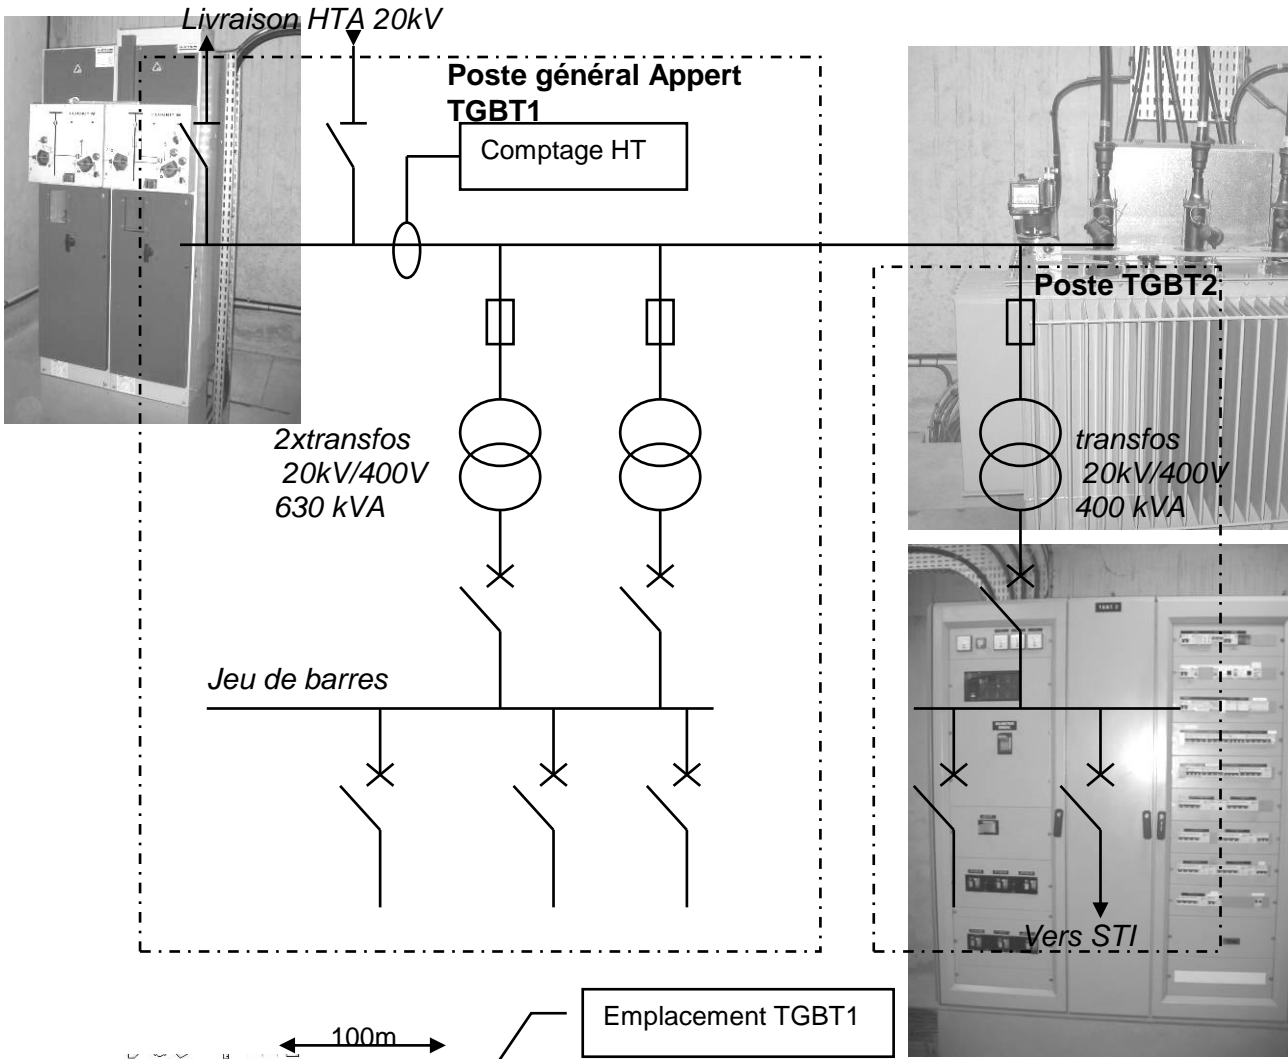 Livraison HTA 20kV
Poste général Appert
TGBT1
Comptage HT
Poste TGBT2
2xtransfos
20kV/400V
630 kVA
transfos
20kV/400V
400 kVA
Jeu de barres
Vers STI
Emplacement TGBT1
100m